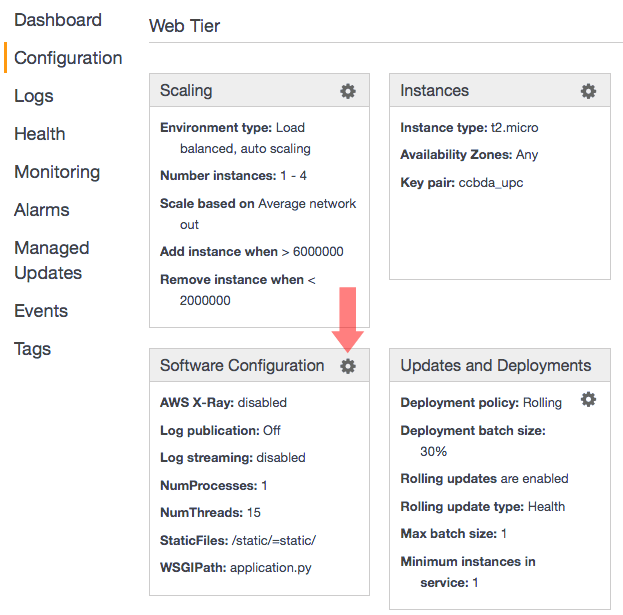 Dashboard
Configuration
Logs
Health
Monitoring
Alarms
Managed
Updates
Events
Tags
Web Tier
Scaling
Environment type: Load
balanced, auto scaling
Number instances: 1 - 4
Scale based on Average network
out
Add instance when > 6000000
Remove instance when <
2000000
Instances
Instance type: t2.micro
Availability Zones: Any
Key pair: ccbda_upc
Software Configuration
AWS X-Ray: disabled
Log publication: Off
Log streaming: disabled
NumProcesses: 1
NumThreads: 15
StaticFiles: /static/=static/
WSGIPath: application.py
Updates and Deployments
Deployment policy: Rolling
Deployment batch size:
30%
Rolling updates are enabled
Rolling update type: Health
Max batch size: 1
Minimum instances in
service: 1